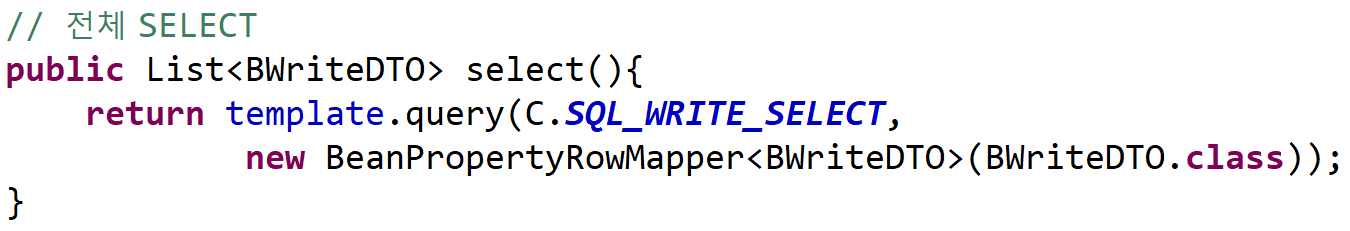 // 전체 SELECT
public List<BWriteDTO> select(){
    return template.query(C.SQL_WRITE_SELECT,
            new BeanPropertyRowMapper<BWriteDTO>(BWriteDTO.class));
}